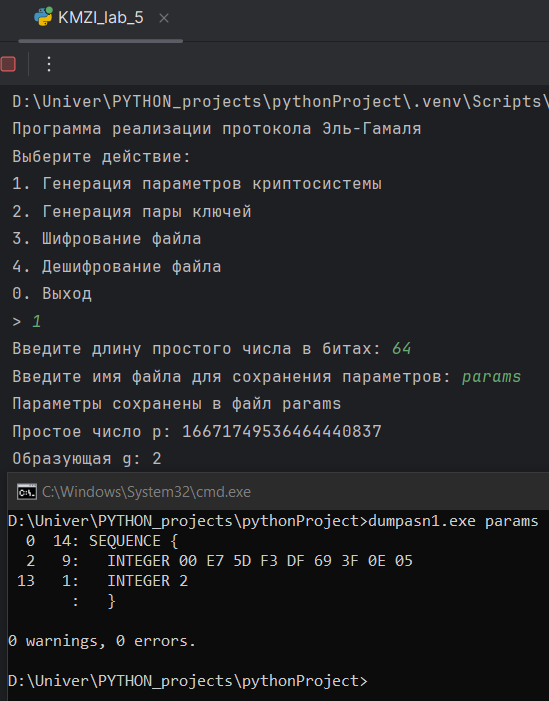 KMZI_lab_5
D:\Univer\PYTHON_projects\pythonProject\.venv\Scripts\
Программа реализации протокола Эль-Гамаля
Выберите действие:
1. Генерация параметров криптосистемы
2. Генерация пары ключей
3. Шифрование файла
4. Дешифрование файла
0. Выход
> 1
Введите длину простого числа в битах: 64
Введите имя файла для сохранения параметров: params
Параметры сохранены в файл params
Простое число p: 16671749536464440837
Образующая g: 2
C:\Windows\System32\cmd.exe
D:\Univer\PYTHON_projects\pythonProject>dumpasn1.exe params
0 14: SEQUENCE {
2 9: INTEGER 00 E7 5D F3 DF 69 3F 0E 05
13 1: INTEGER 2
: }
0 warnings, 0 errors.
D:\Univer\PYTHON_projects\pythonProject>